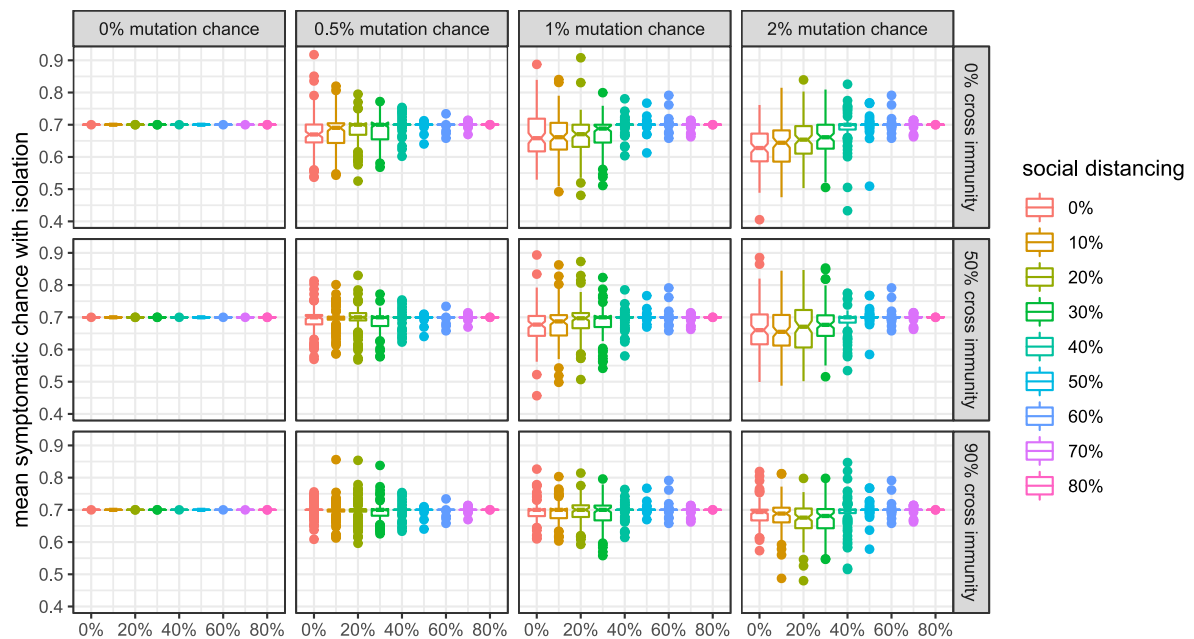 0% mutation chance
0.5% mutation chance
1% mutation chance
2% mutation chance
mean symptomatic chance with isolation
0.9
0.8
0.7
0.6
0.5
0.4
0% cross immunity
0.9
0.8
0.7
0.6
0.5
0.4
50% cross immunity
0.9
0.8
0.7
0.6
0.5
0.4
90% cross immunity
0% 20% 40% 60% 80%
0% 20% 40% 60% 80%
0% 20% 40% 60% 80%
0% 20% 40% 60% 80%
social distancing
0%
10%
20%
30%
40%
50%
60%
70%
80%